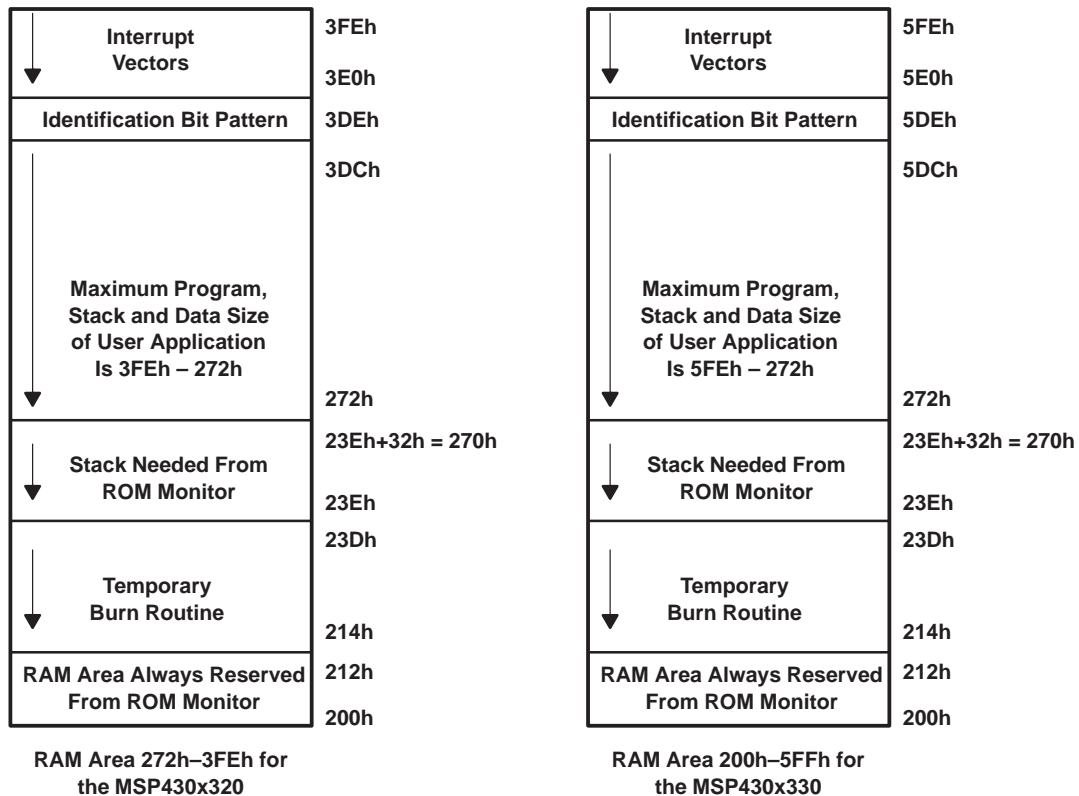 Interrupt
Vectors
3FEh
3E0h
Identification Bit Pattern
3DEh
3DCh
Maximum Program,
Stack and Data Size
of User Application
Is 3FEh – 272h
272h
23Eh+32h = 270h
Stack Needed From
ROM Monitor
23Eh
23Dh
Temporary
Burn Routine
214h
RAM Area Always Reserved
From ROM Monitor
212h
200h
RAM Area 272h–3FEh for
the MSP430x320
Interrupt
Vectors
5FEh
5E0h
Identification Bit Pattern
5DEh
5DCh
Maximum Program,
Stack and Data Size
of User Application
Is 5FEh – 272h
272h
23Eh+32h = 270h
Stack Needed From
ROM Monitor
23Eh
23Dh
Temporary
Burn Routine
214h
RAM Area Always Reserved
From ROM Monitor
212h
200h
RAM Area 200h–5FFh for
the MSP430x330